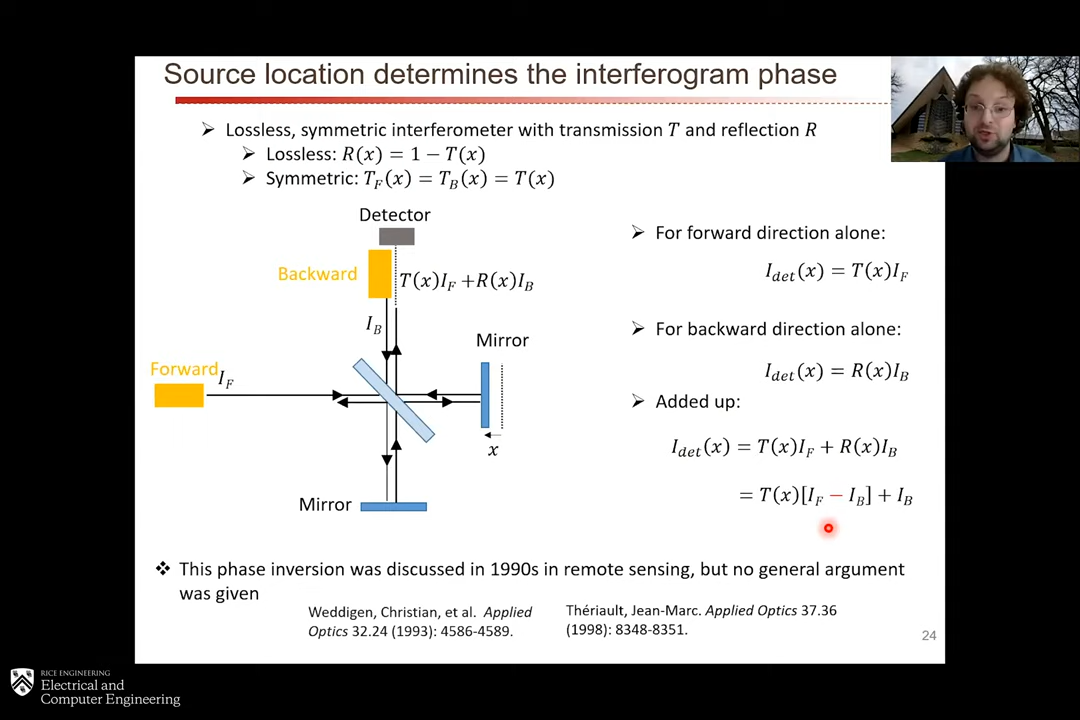 Source location determines the interferogram phase
➢ Lossless, symmetric interferometer with transmission T and reflection R
➢ Lossless: R(x) = 1 − T(x)
➢ Symmetric: T_F(x) = T_B(x) = T(x)
Detector
Backward
T(x)I_F +R(x)I_B
I_B
Mirror
Forward
I_F
x
Mirror
➢ For forward direction alone:
I_det(x) = T(x)I_F
➢ For backward direction alone:
I_det(x) = R(x)I_B
➢ Added up:
I_det(x) = T(x)I_F + R(x)I_B
= T(x)[I_F − I_B] + I_B
❖ This phase inversion was discussed in 1990s in remote sensing, but no general argument
was given
Weddigen, Christian, et al. Applied
Optics 32.24 (1993): 4586-4589.
Thériault, Jean-Marc. Applied Optics 37.36
(1998): 8348-8351.
24
RICE ENGINEERING
Electrical and
Computer Engineering